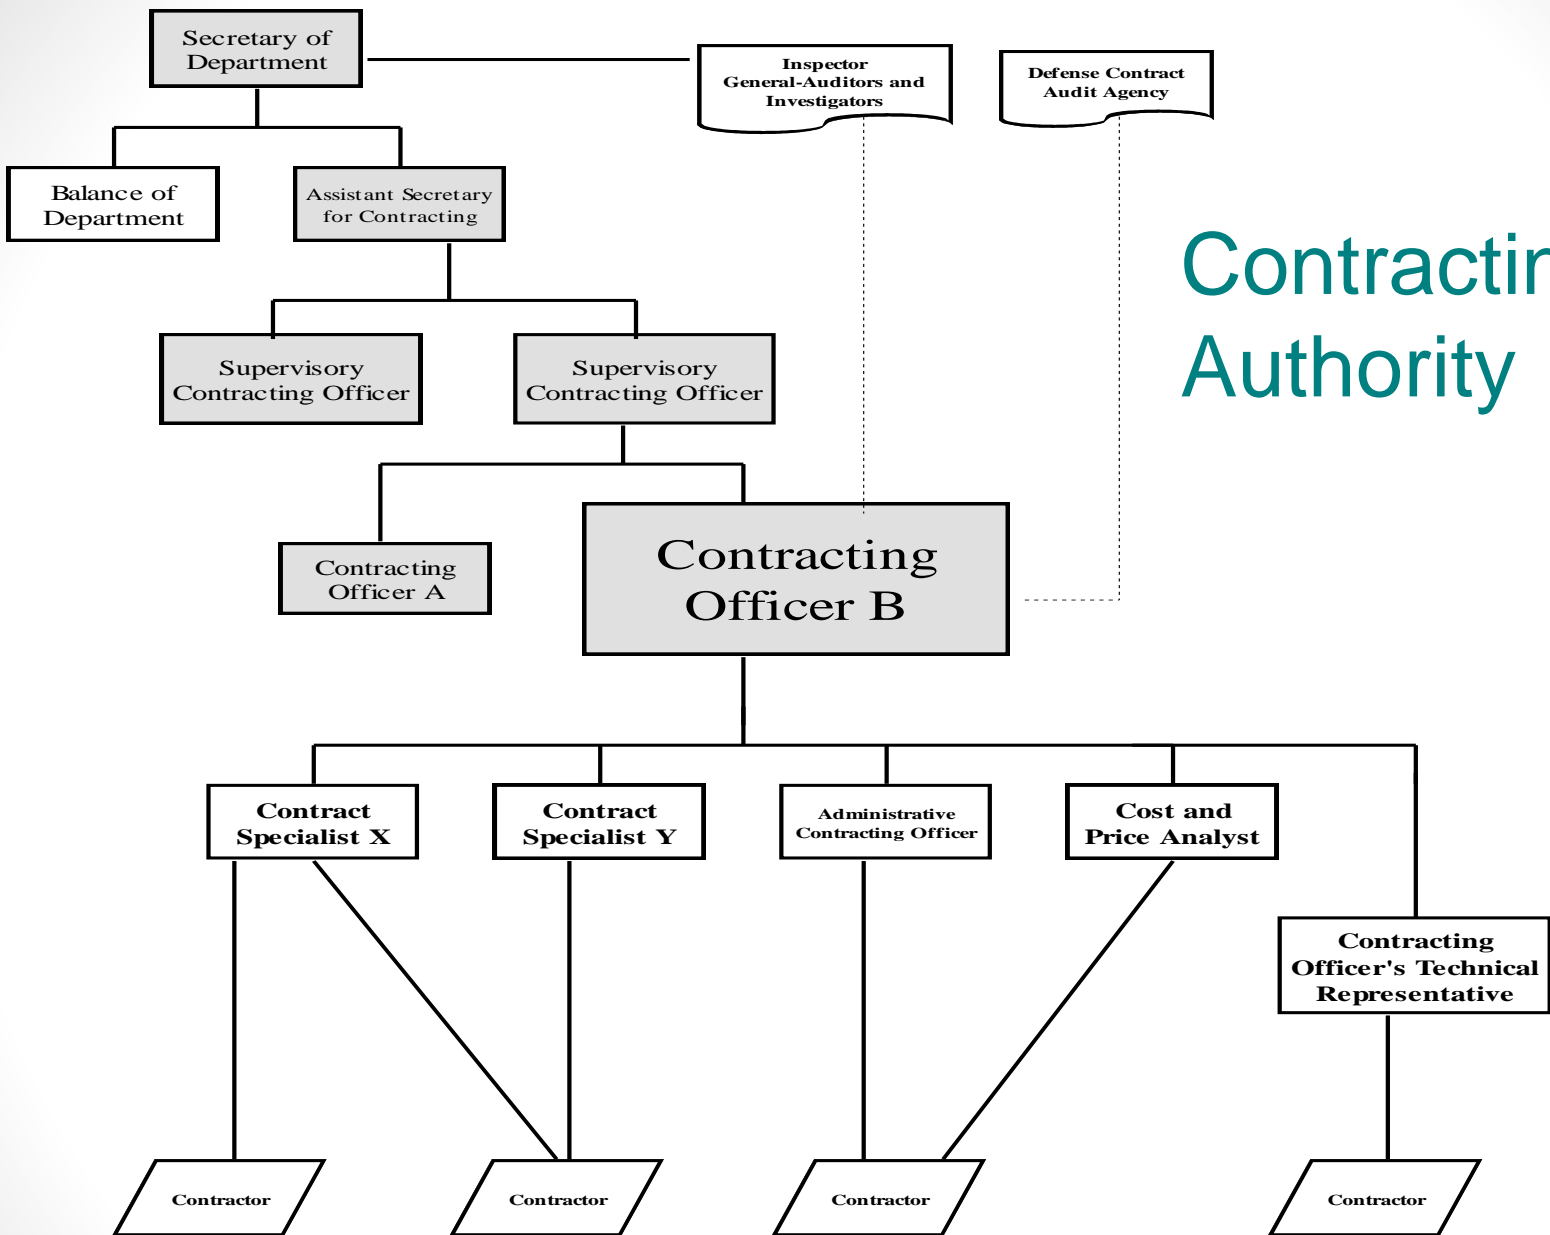 Secretary of
Department
Inspector
General-Auditors and
Investigators
Defense Contract
Audit Agency
Balance of
Department
Assistant Secretary
for Contracting
Contractin
Authority
Supervisory
Contracting Officer
Supervisory
Contracting Officer
Contracting
Officer A
Contracting
Officer B
Contract
Specialist X
Contract
Specialist Y
Administrative
Contracting Officer
Cost and
Price Analyst
Contracting
Officer's Technical
Representative
Contractor
Contractor
Contractor
Contractor